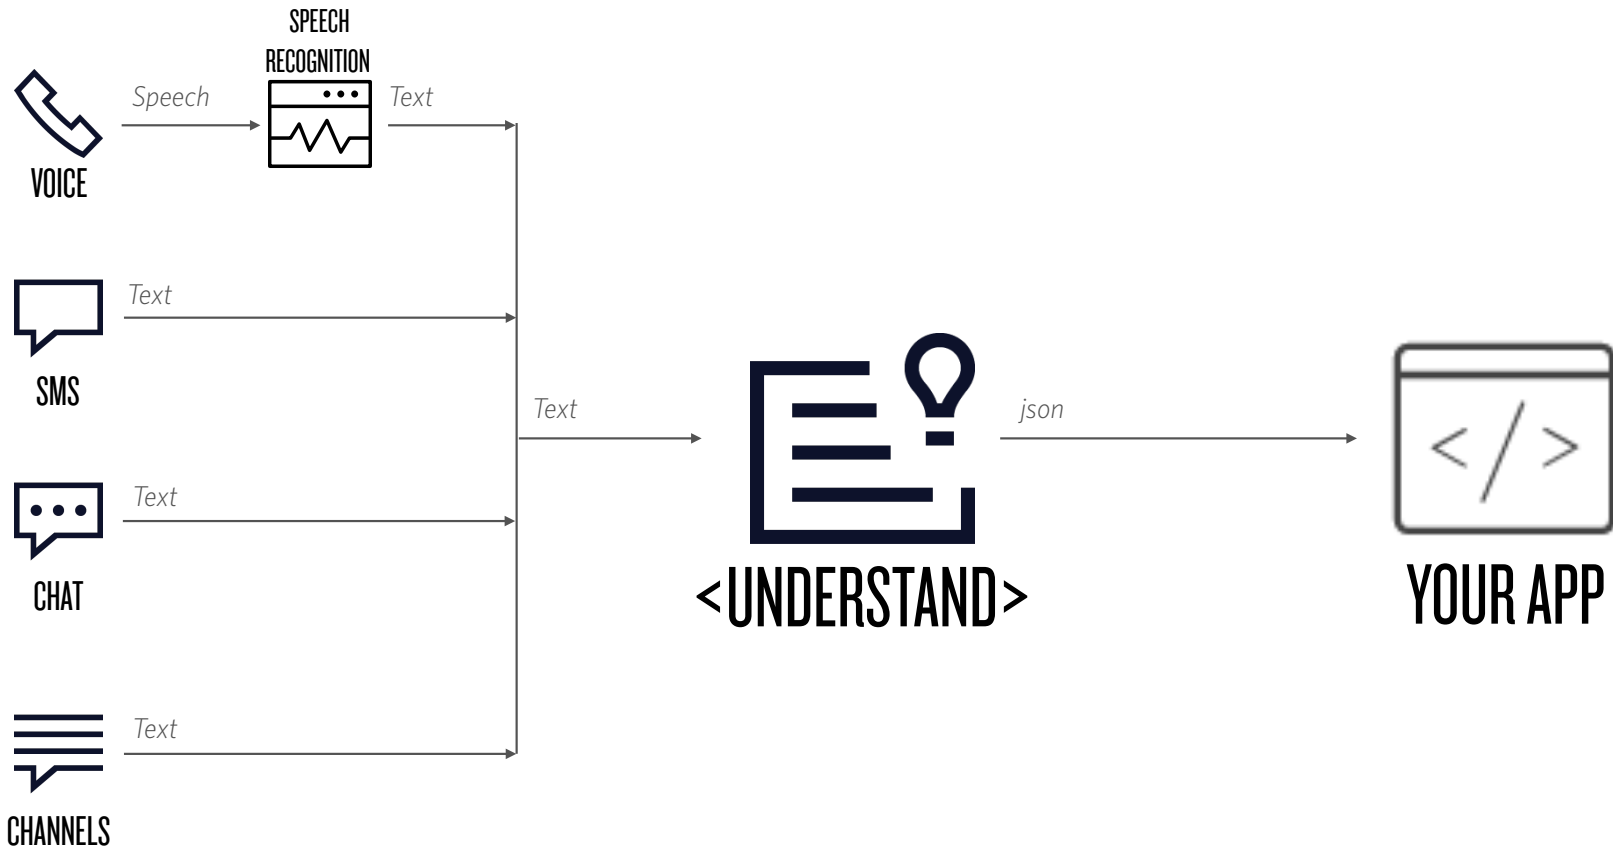 SPEECH
RECOGNITION
Speech
Text
VOICE
Text
SMS
Text
json
Text
<UNDERSTAND>
YOUR APP
CHAT
Text
CHANNELS